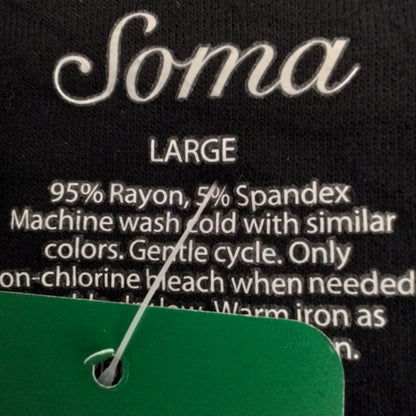 Soma
LARGE
95% Rayon, 5% Spandex
Machine wash cold with similar
colors. Gentle cycle. Only
on-chlorine bleach when needed
Warm iron as
n.